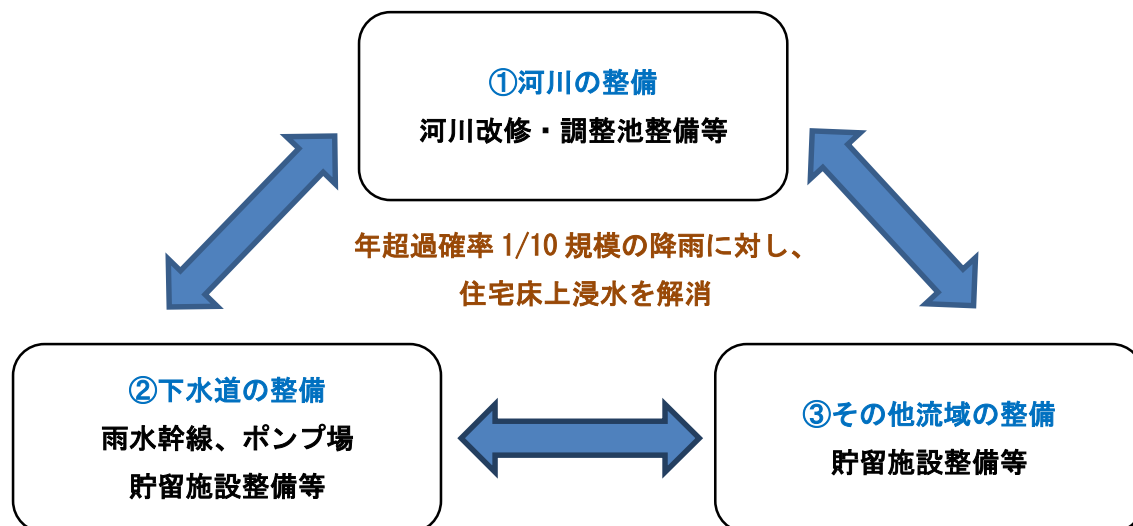 ①河川の整備
河川改修・調整池整備等
年超過確率 1/10 規模の降雨に対し、
住宅床上浸水を解消
②下水道の整備
雨水幹線、ポンプ場
貯留施設整備等
③その他流域の整備
貯留施設整備等